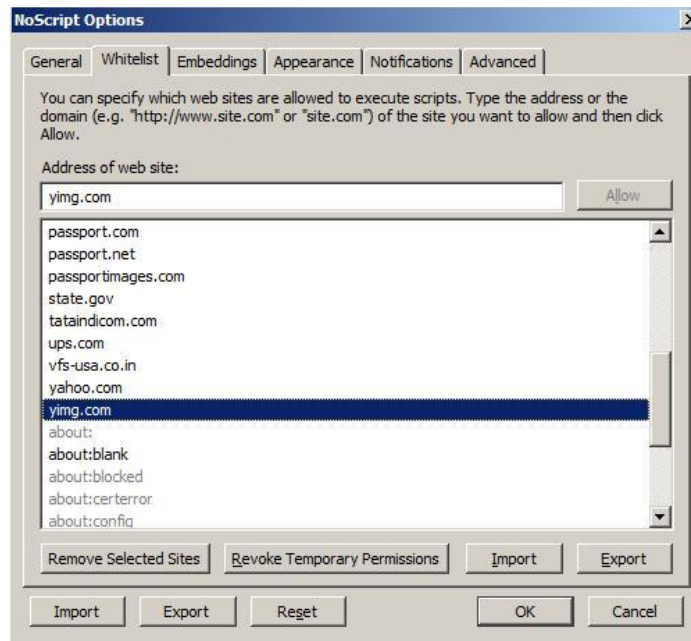 NoScript Options
General Whitelist Embeddings Appearance Notifications Advanced
You can specify which web sites are allowed to execute scripts. Type the address or the
domain (e.g. "http://www.site.com" or "site.com") of the site you want to allow and then click
Allow.
Address of web site:
yimg.com Allow
passport.com
passport.net
passportimages.com
state.gov
tataindicom.com
ups.com
vfs-usa.co.in
yahoo.com
yimg.com
about:
about:blank
about:blocked
about:certerror
about:config
Remove Selected Sites Revoke Temporary Permissions Import Export
Import Export Reset OK Cancel